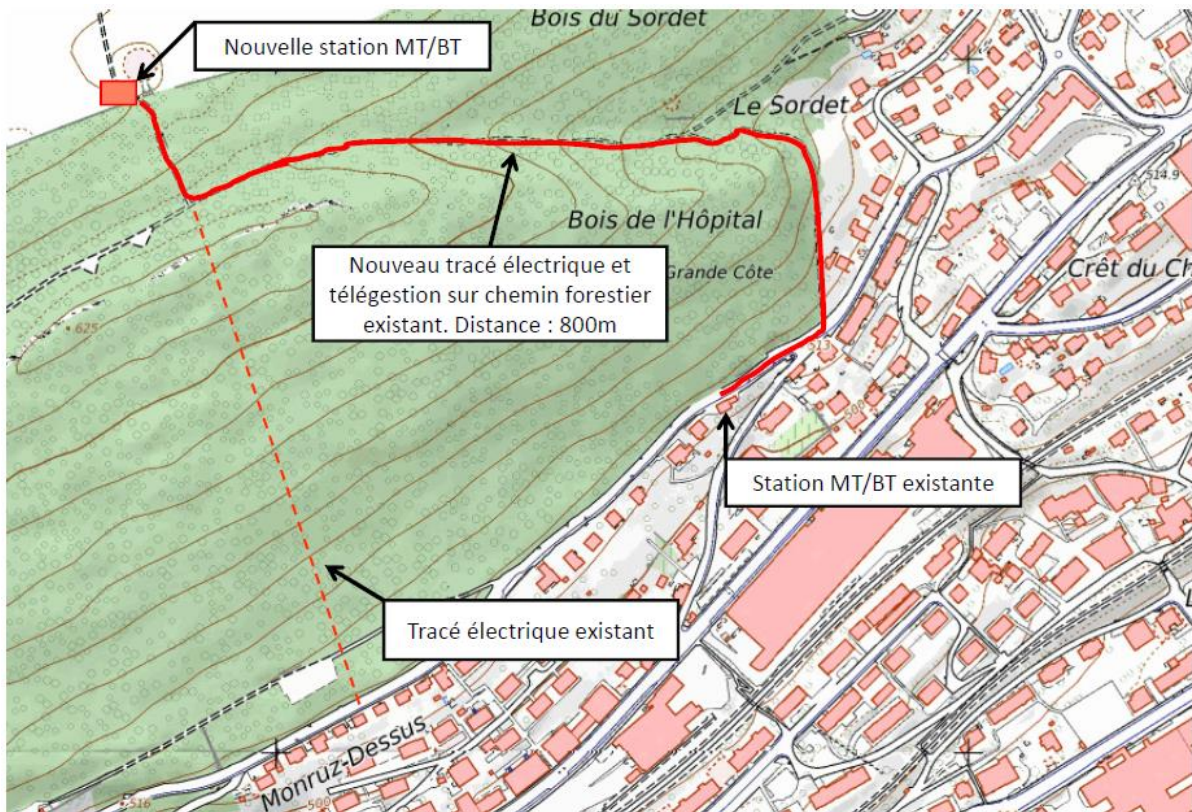 Bois du Sordet
Nouvelle station MT/BT
Le Sordet
514.9
Bois de l'Hôpital
Nouveau tracé électrique et
télégestion sur chemin forestier
existant. Distance : 800m
Grande Côte
Crêt du Ch
625
513
500
Station MT/BT existante
Tracé électrique existant
Monruz-Dessus
516
500